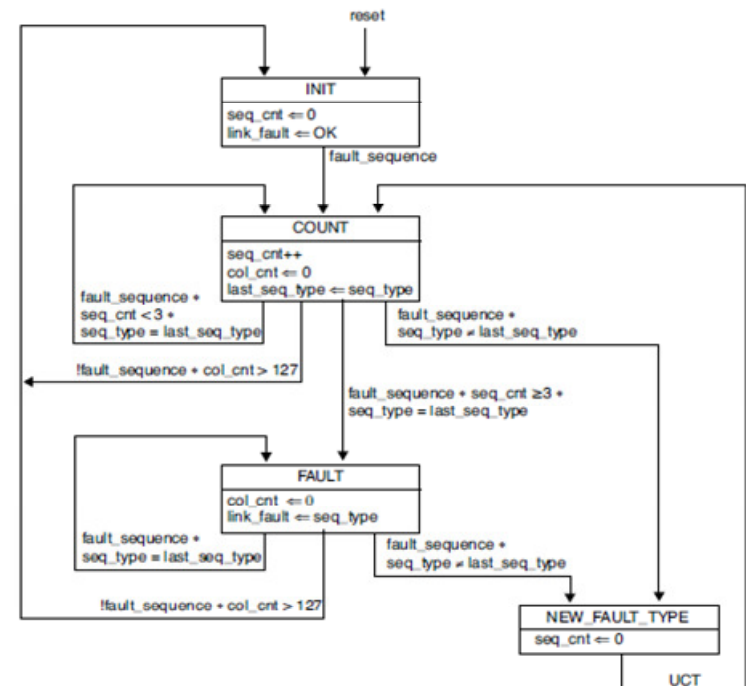 reset
INIT
seq_cnt ⇐ 0
link_fault ⇐ OK
fault_sequence
COUNT
seq_cnt++
col_cnt ⇐ 0
last_seq_type ⇐ seq_type
fault_sequence *
seq_cnt < 3 *
seq_type = last_seq_type
fault_sequence *
seq_type ≠ last_seq_type
!fault_sequence * col_cnt > 127
fault_sequence * seq_cnt ≥3 *
seq_type = last_seq_type
FAULT
col_cnt ⇐ 0
link_fault ⇐ seq_type
fault_sequence *
seq_type = last_seq_type
fault_sequence *
seq_type ≠ last_seq_type
!fault_sequence * col_cnt > 127
NEW_FAULT_TYPE
seq_cnt ⇐ 0
UCT